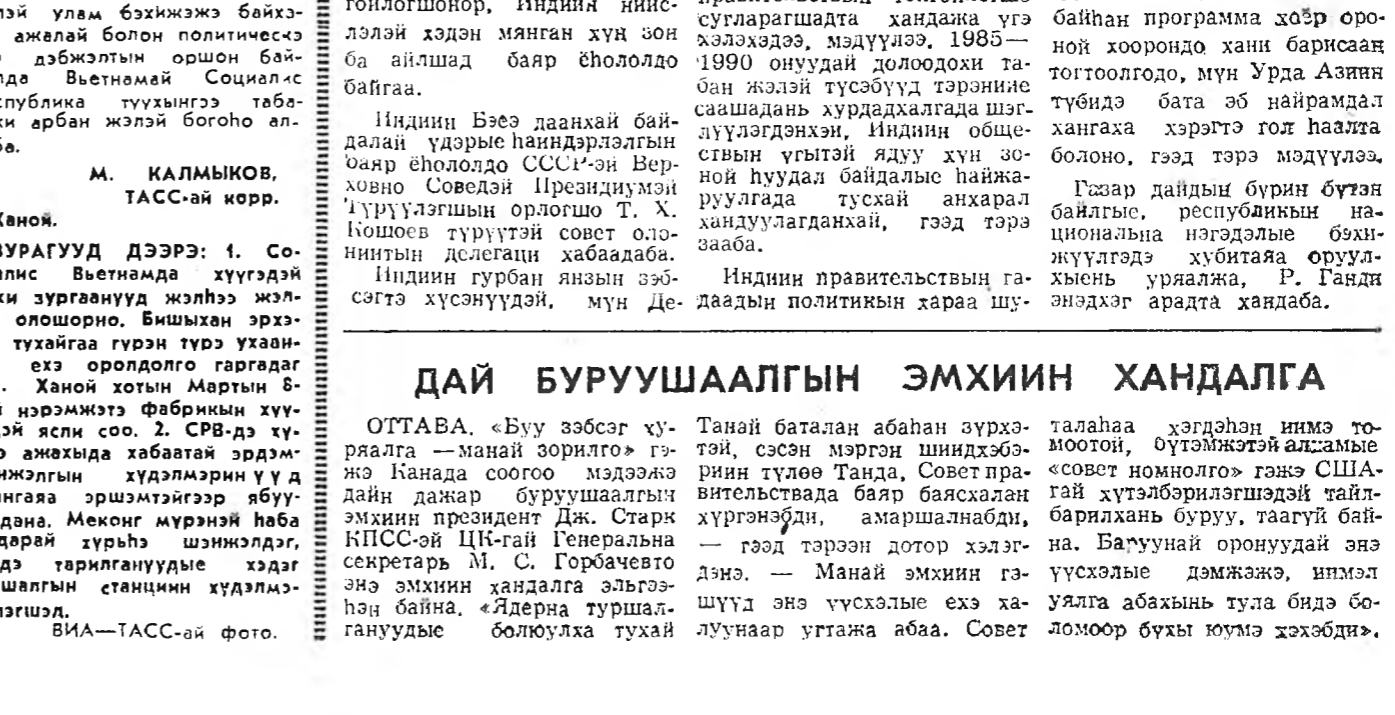 улам бэхижэжэ байха-
ажалай болон политическэ
дэбжэлтын оршон бай-
Вьетнамай Социалис
түүхынгээ таба-
арбан жэлэй богоһо ал-
М. КАЛМЫКОВ,
ТАСС-ай корр.
Ханой.
ДЭЭРЭ: 1. Со-
Вьетнамда хүүгэдэй
зургаанууд жэлһээ жэл-
олошорно. Бишыхан эрхэ-
тухайгаа гүрэн түрэ ухаан-
ехэ оролдолго гаргадаг
Ханой хотын Мартын 8-
нэрэмжэтэ фабрикын хүү-
ясли соо. 2. СРВ-дэ хү-
ажахыда хабаатай эрдэм-
хүдэлмэринүүд
эршэмтэйгээр ябуу-
Меконг мүрэнэй һаба
хүрьһэ шэнжэлдэг,
тарилгануудые хэдэг
станциин хүдэлмэ-
ВИА—ТАСС-ай фото.
лэлэй хэдэн мянган хүн зон
ба айлшад баяр ёһололдо
байгаа.
Индиин Бэеэ даанхай бай-
далай үдэрые һаиндэрлэлгын
баяр ёһололдо СССР-эй Вер-
ховно Соведэй Президиумэй
Түрүүлэгшын орлогшо Т. Х.
Кошоев түрүүтэй совет оло-
ниитын делегаци хабаадаба.
Индиин гурбан янзын зэб-
сэгтэ хүсэнүүдэй, мүн Де-
сугларагшадта хандажа үгэ
хэлэхэдээ, мэдүүлээ. 1985—
1990 онуудай долоодохи та-
бан жэлэй түсэбүүд тэрэниие
саашадань хурдадхалгада шэг-
лүүлэгдэнхэй, Индиин обще-
ствын үгытэй ядуу хүн зо-
ной һуудал байдалые һайжа-
руулгада тусхай анхарал
хандуулагданхай, гээд тэрэ
зааба.
Индиин правительствын га-
даадын политикын хараа шу-
байһан программа хоёр оро-
ной хоорондо хани барисаан
тогтоолгодо, мүн Урда Азиин
түбидэ бата эб найрамдал
хангаха хэрэгтэ гол һаалта
болоно, гээд тэрэ мэдүүлээ.
Газар дайдын бүрин бүтэн
байлгые, республикын на-
циональна нэгэдэлые бэхи-
жүүлгэдэ хубитаяа оруул-
хыень уряалжа, Р. Ганди
энэдхэг арадта хандаба.
ДАЙ БУРУУШААЛГЫН ЭМХИИН ХАНДАЛГА
ОТТАВА. «Буу зэбсэг ху-
ряалга —манай зорилго» гэ-
жэ Канада соогоо мэдээжэ
дайн дажар буруушаалгын
эмхиин президент Дж. Старк
КПСС-эй ЦК-гай Генеральна
секретарь М. С. Горбачевто
энэ эмхиин хандалга эльгээ-
һэн байна. «Ядерна туршал-
гануудые болюулха тухай
Танай баталан абаһан зүрхэ-
тэй, сэсэн мэргэн шиидхэбэ-
риин түлөө Танда, Совет пра-
вительствада баяр баясхалан
хүргэнэбди, амаршалнабди,
— гээд тэрээн дотор хэлэг-
дэнэ. — Манай эмхиин гэ-
шүүд энэ үүсхэлые ехэ ха-
луунаар угтажа абаа. Совет
талаһаа хэгдэһэн иимэ то-
моотой, бүтэмжэтэй алхамые
«совет номнолго» гэжэ США-
гай хүтэлбэрилэгшэдэй тайл-
барилхань буруу, таагүй бай-
на. Баруунай оронуудай энэ
үүсхэлые дэмжэжэ, иимэл
уялга абахынь тула бидэ бо-
ломоор бүхы юумэ хэхэбди».